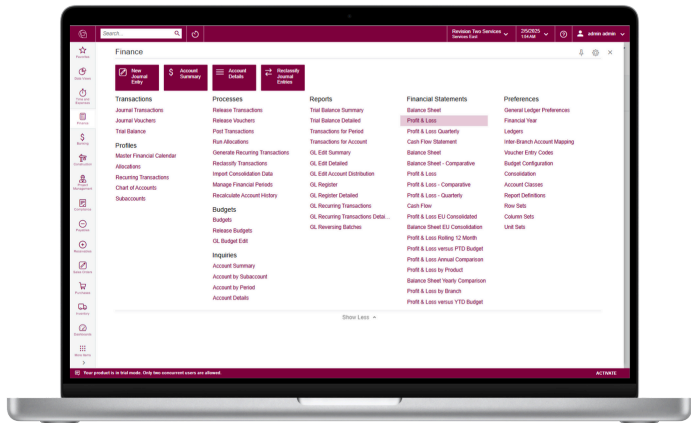 Search...
Revision Two Services
Services East
2/5/2025
1:04 AM
admin admin
Favorites
Data Views
Time and Expenses
Finance
Banking
Construction
Project Management
Compliance
Payables
Receivables
Sales Orders
Purchases
Inventory
Dashboards
More Items
Finance
New
Journal
Entry
Account
Summary
Account
Details
Reclassify
Journal
Entries
Transactions
Journal Transactions
Journal Vouchers
Trial Balance
Profiles
Master Financial Calendar
Allocations
Recurring Transactions
Chart of Accounts
Subaccounts
Processes
Release Transactions
Release Vouchers
Post Transactions
Run Allocations
Generate Recurring Transactions
Reclassify Transactions
Import Consolidation Data
Manage Financial Periods
Recalculate Account History
Budgets
Budgets
Release Budgets
GL Budget Edit
Inquiries
Account Summary
Account by Subaccount
Account by Period
Account Details
Reports
Trial Balance Summary
Trial Balance Detailed
Transactions for Period
Transactions for Account
GL Edit Summary
GL Edit Detailed
GL Edit Account Distribution
GL Register
GL Register Detailed
GL Recurring Transactions
GL Recurring Transactions Detai...
GL Reversing Batches
Financial Statements
Balance Sheet
Profit & Loss
Profit & Loss Quarterly
Cash Flow Statement
Balance Sheet
Balance Sheet - Comparative
Profit & Loss
Profit & Loss - Comparative
Profit & Loss - Quarterly
Cash Flow
Profit & Loss EU Consolidated
Balance Sheet EU Consolidation
Profit & Loss Rolling 12 Month
Profit & Loss versus PTD Budget
Profit & Loss Annual Comparison
Profit & Loss by Product
Balance Sheet Yearly Comparison
Profit & Loss by Branch
Profit & Loss versus YTD Budget
Preferences
General Ledger Preferences
Financial Year
Ledgers
Inter-Branch Account Mapping
Voucher Entry Codes
Budget Configuration
Consolidation
Account Classes
Report Definitions
Row Sets
Column Sets
Unit Sets
Show Less
Your product is in trial mode. Only two concurrent users are allowed.
ACTIVATE